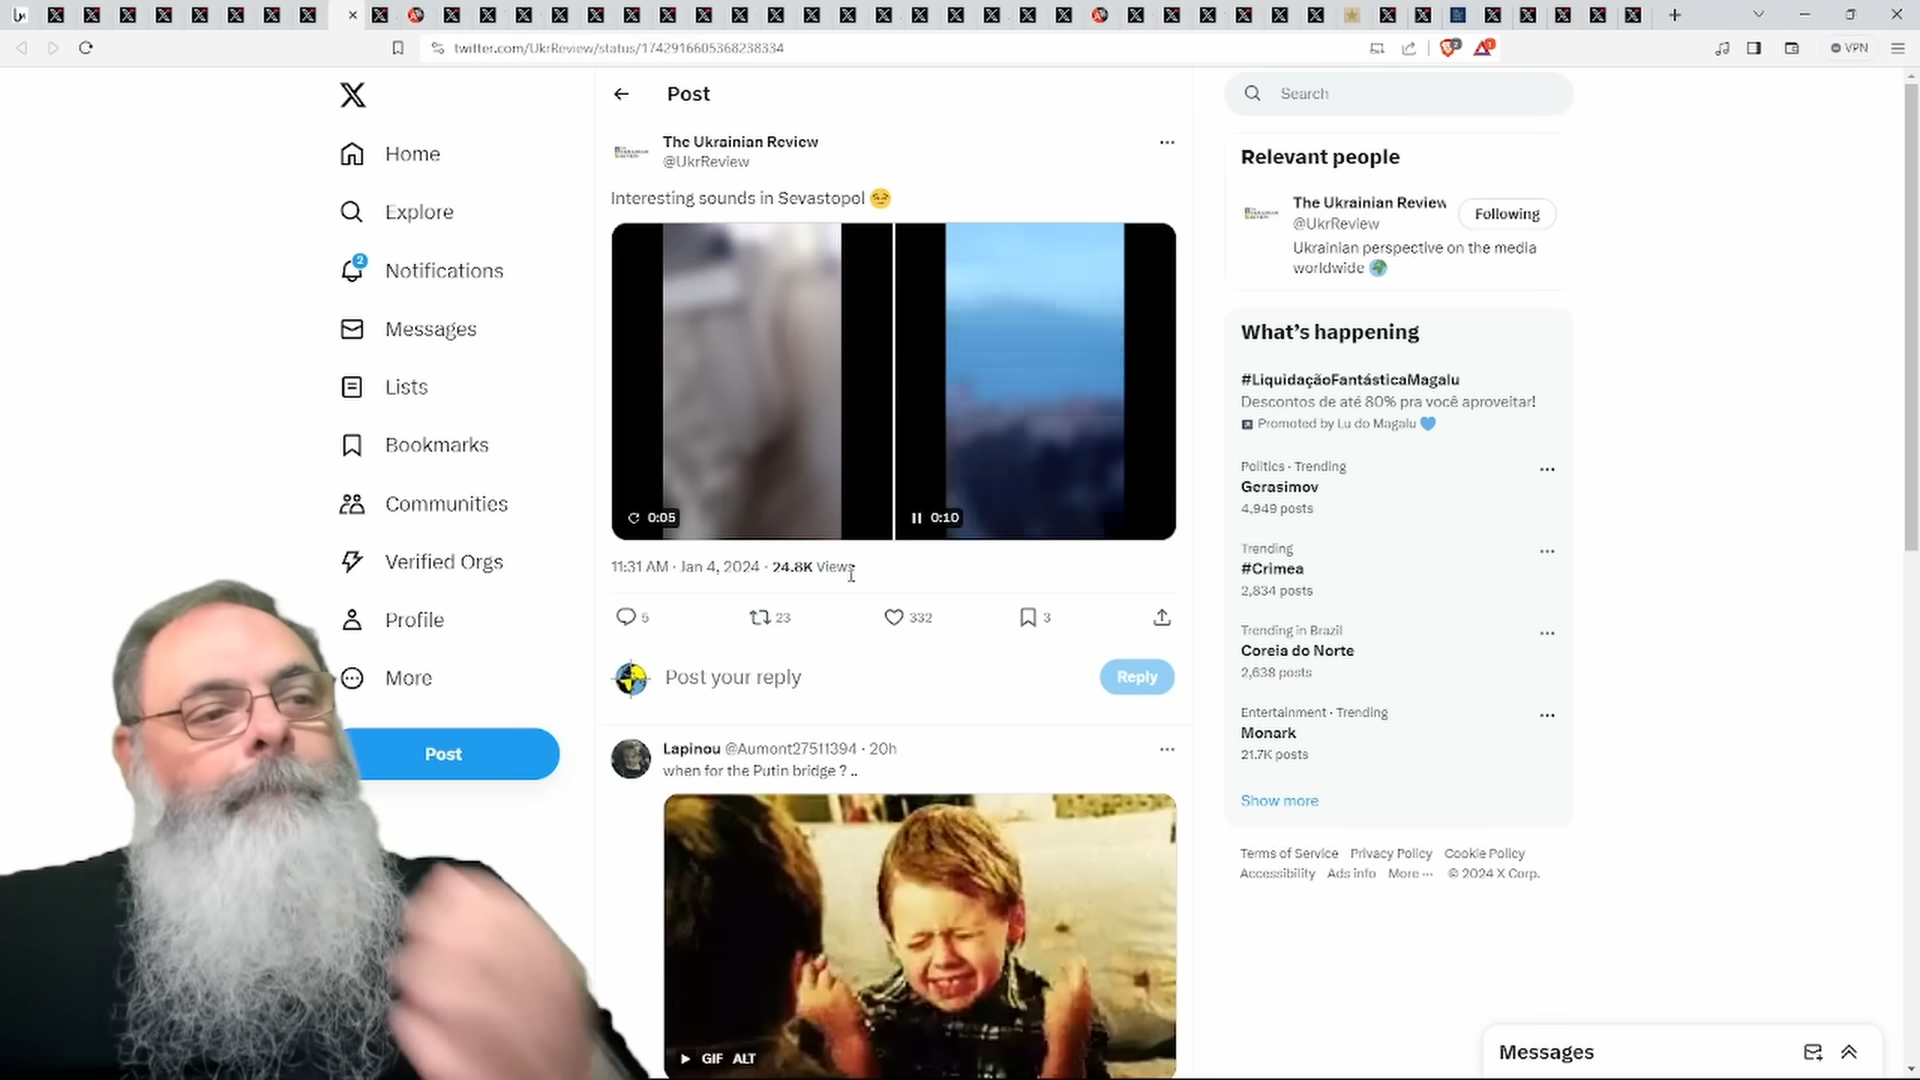 twitter.com/UkrReview/status/1742916605368238334
VPN
Home
Explore
2
Notifications
Messages
Lists
Bookmarks
Communities
Verified Orgs
Profile
More
Post
Post
The Ukrainian Review
@UkrReview
Interesting sounds in Sevastopol
0:05
0:10
11:31 AM · Jan 4, 2024 · 24.8K Views
5
23
332
3
Post your reply
Reply
Lapinou @Aumont27511394 · 20h
when for the Putin bridge ? ..
GIF ALT
Search
Relevant people
The Ukrainian Review
@UkrReview
Following
Ukrainian perspective on the media
worldwide
What's happening
#LiquidaçãoFantásticaMagalu
Descontos de até 80% pra você aproveitar!
Promoted by Lu do Magalu
Politics · Trending
Gerasimov
4,949 posts
Trending
#Crimea
2,834 posts
Trending in Brazil
Coreia do Norte
2,638 posts
Entertainment · Trending
Monark
21.7K posts
Show more
Terms of Service Privacy Policy Cookie Policy
Accessibility Ads info More ··· © 2024 X Corp.
Messages